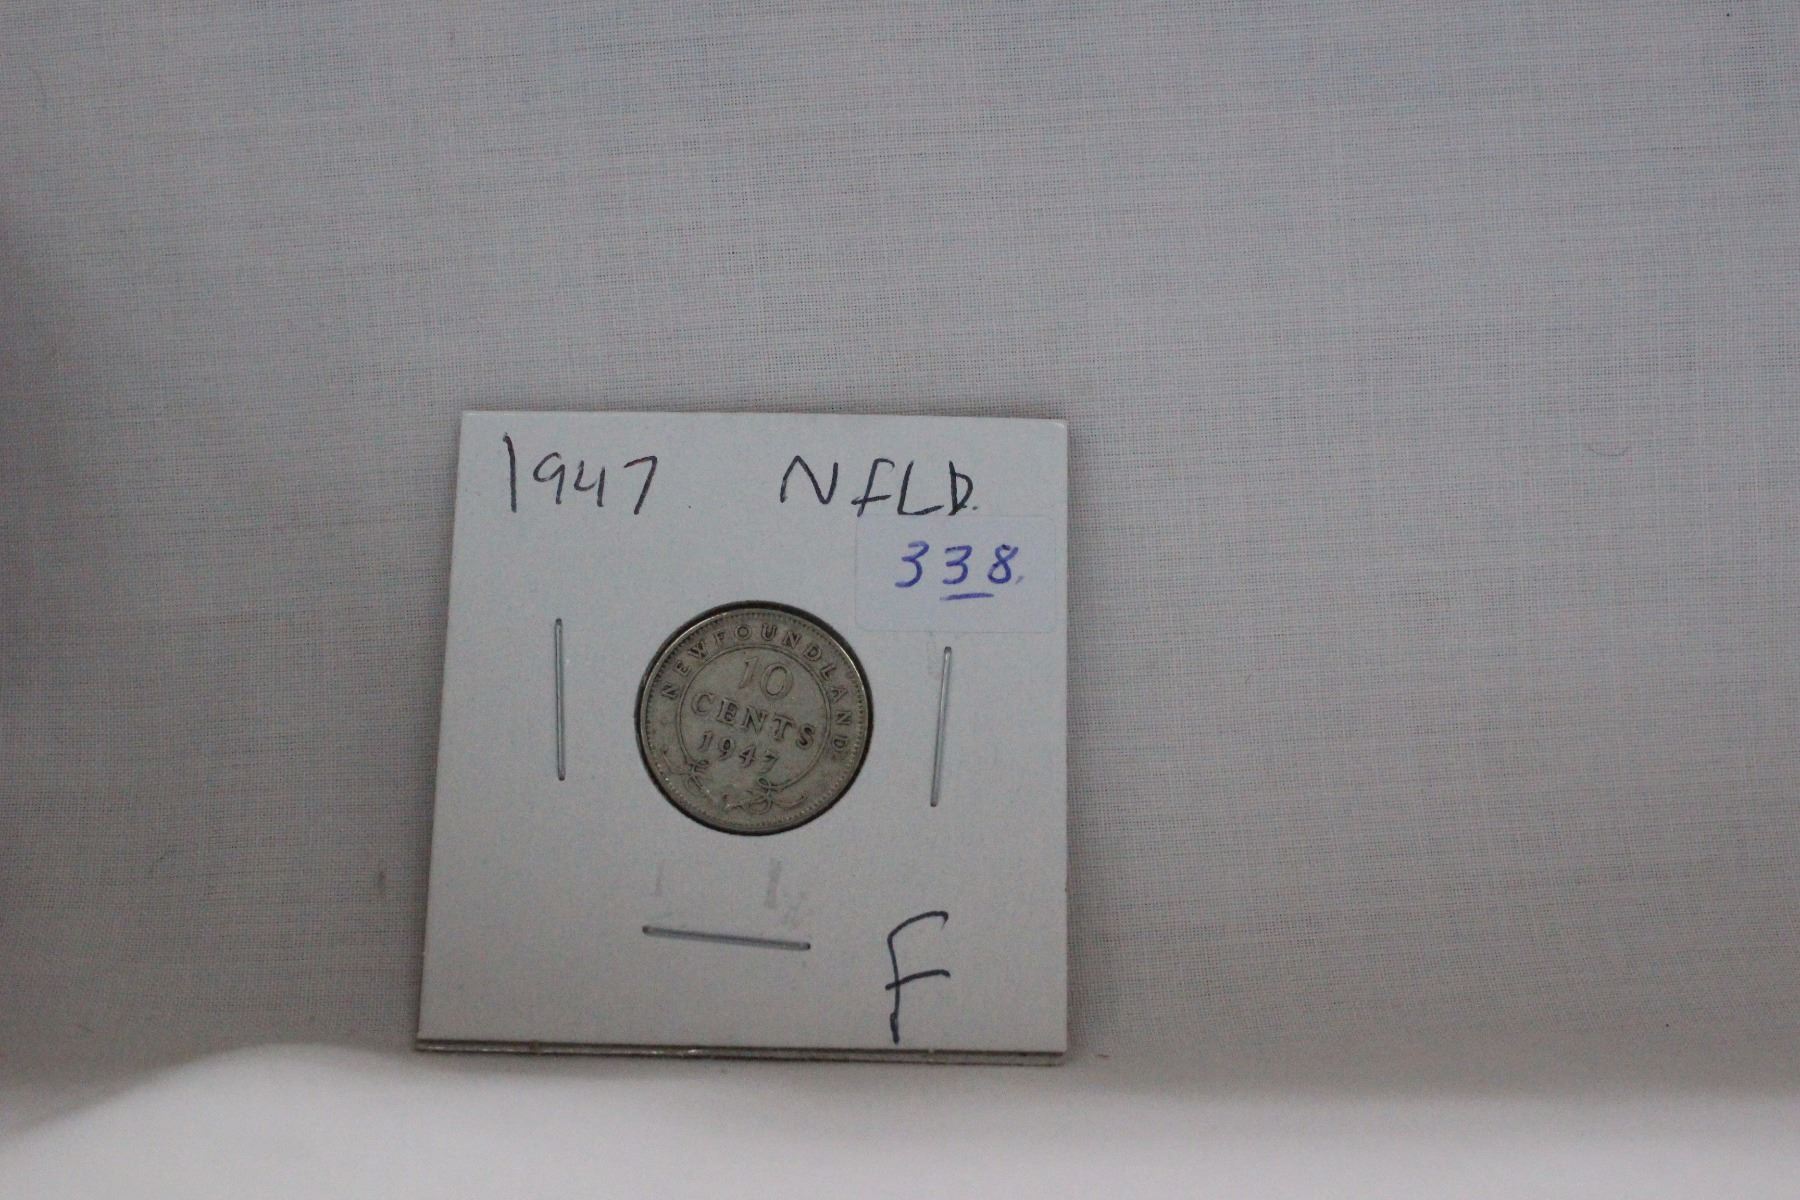 1947 NFLD.
338.
NEWFOUNDLAND
10
CENTS
1947
F